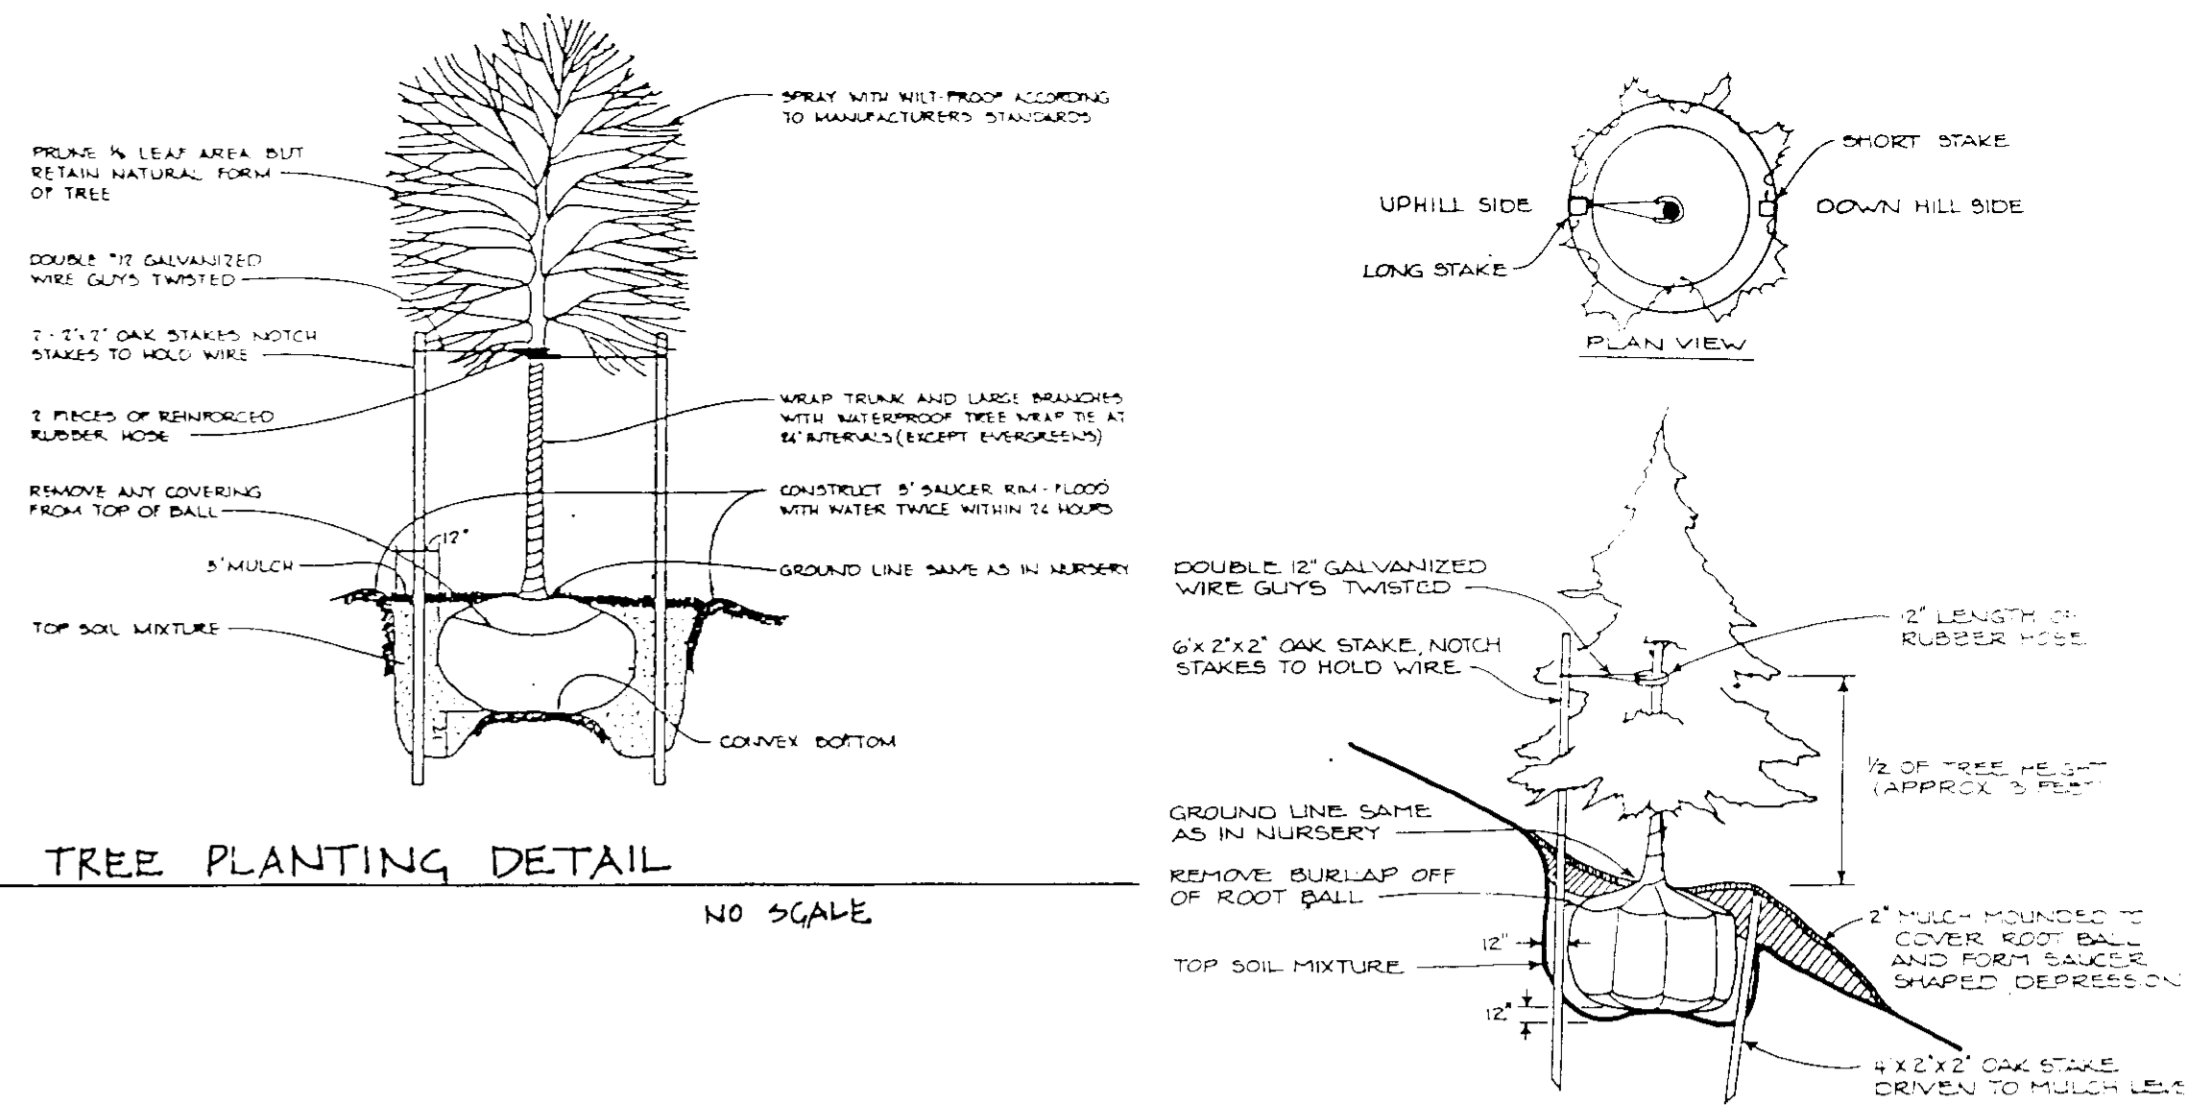 SPRAY WITH WILT-PROOF ACCORDING
TO MANUFACTURERS STANDARDS
PRUNE ⅓ LEAF AREA BUT
RETAIN NATURAL FORM
OF TREE
DOUBLE #12 GALVANIZED
WIRE GUYS TWISTED
2 - 2"x2" OAK STAKES NOTCH
STAKES TO HOLD WIRE
2 PIECES OF REINFORCED
RUBBER HOSE
WRAP TRUNK AND LARGE BRANCHES
WITH WATERPROOF TREE WRAP TIE AT
24" INTERVALS (EXCEPT EVERGREENS)
REMOVE ANY COVERING
FROM TOP OF BALL
CONSTRUCT 3" SAUCER RIM - FLOOD
WITH WATER TWICE WITHIN 24 HOURS
12"
3" MULCH
GROUND LINE SAME AS IN NURSERY
TOP SOIL MIXTURE
CONVEX BOTTOM
TREE PLANTING DETAIL
NO SCALE
SHORT STAKE
UPHILL SIDE
DOWN HILL SIDE
LONG STAKE
PLAN VIEW
DOUBLE 12" GALVANIZED
WIRE GUYS TWISTED
6'x 2"x2" OAK STAKE, NOTCH
STAKES TO HOLD WIRE
12" LENGTH OF
RUBBER HOSE
½ OF TREE HEIGHT
(APPROX 3 FEET
GROUND LINE SAME
AS IN NURSERY
REMOVE BURLAP OFF
OF ROOT BALL
12"
TOP SOIL MIXTURE
12"
2" MULCH MOUNDED TO
COVER ROOT BALL
AND FORM SAUCER
SHAPED DEPRESSION
4'X 2"X2" OAK STAKE
DRIVEN TO MULCH LEVE